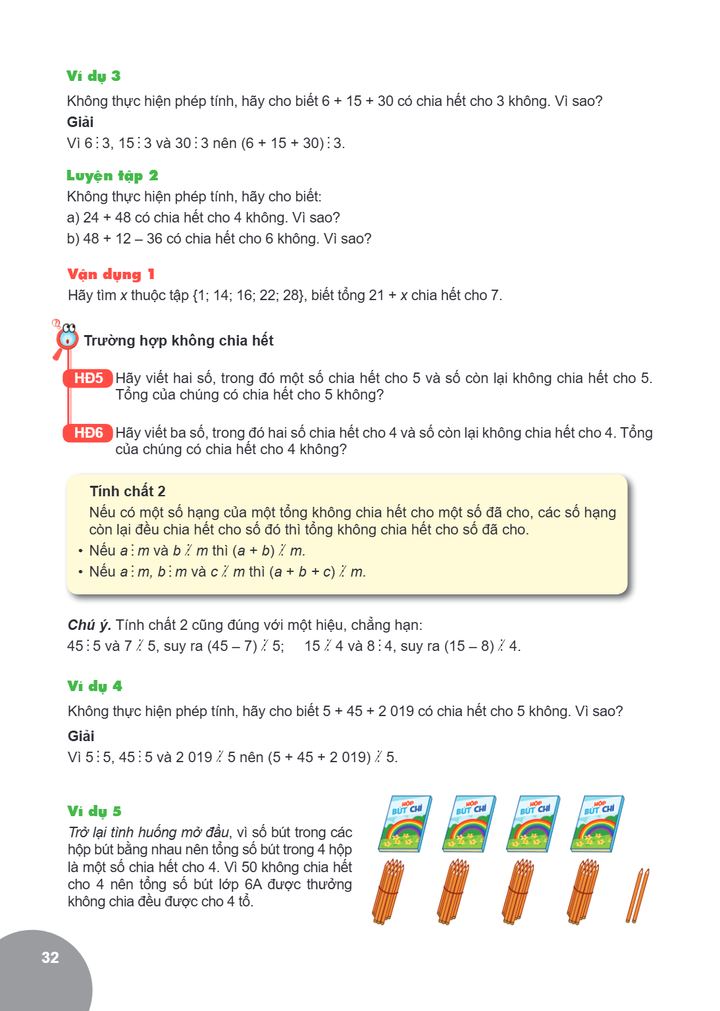 Ví dụ 3
Không thực hiện phép tính, hãy cho biết 6 + 15 + 30 có chia hết cho 3 không. Vì sao?
Giải
Vì 6 ⋮ 3, 15 ⋮ 3 và 30 ⋮ 3 nên (6 + 15 + 30) ⋮ 3.
Luyện tập 2
Không thực hiện phép tính, hãy cho biết:
a) 24 + 48 có chia hết cho 4 không. Vì sao?
b) 48 + 12 – 36 có chia hết cho 6 không. Vì sao?
Vận dụng 1
Hãy tìm x thuộc tập {1; 14; 16; 22; 28}, biết tổng 21 + x chia hết cho 7.
Trường hợp không chia hết
HĐ5 Hãy viết hai số, trong đó một số chia hết cho 5 và số còn lại không chia hết cho 5.
Tổng của chúng có chia hết cho 5 không?
HĐ6 Hãy viết ba số, trong đó hai số chia hết cho 4 và số còn lại không chia hết cho 4. Tổng
của chúng có chia hết cho 4 không?
Tính chất 2
Nếu có một số hạng của một tổng không chia hết cho một số đã cho, các số hạng
còn lại đều chia hết cho số đó thì tổng không chia hết cho số đã cho.
• Nếu a ⋮ m và b ⋮̸ m thì (a + b) ⋮̸ m.
• Nếu a ⋮ m, b ⋮ m và c ⋮̸ m thì (a + b + c) ⋮̸ m.
Chú ý. Tính chất 2 cũng đúng với một hiệu, chẳng hạn:
45 ⋮ 5 và 7 ⋮̸ 5, suy ra (45 – 7) ⋮̸ 5; 15 ⋮̸ 4 và 8 ⋮ 4, suy ra (15 – 8) ⋮̸ 4.
Ví dụ 4
Không thực hiện phép tính, hãy cho biết 5 + 45 + 2 019 có chia hết cho 5 không. Vì sao?
Giải
Vì 5 ⋮ 5, 45 ⋮ 5 và 2 019 ⋮̸ 5 nên (5 + 45 + 2 019) ⋮̸ 5.
Ví dụ 5
Trở lại tình huống mở đầu, vì số bút trong các
hộp bút bằng nhau nên tổng số bút trong 4 hộp
là một số chia hết cho 4. Vì 50 không chia hết
cho 4 nên tổng số bút lớp 6A được thưởng
không chia đều được cho 4 tổ.
HỘP
BÚT CHÌ
HỘP
BÚT CHÌ
HỘP
BÚT CHÌ
HỘP
BÚT CHÌ
32